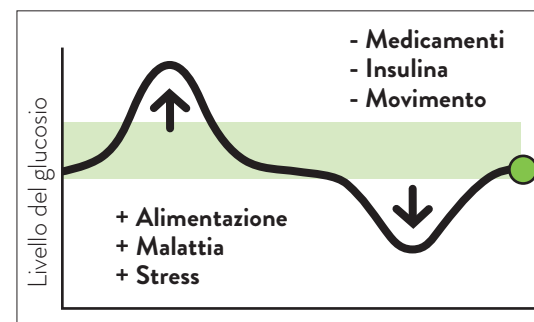 - Medicamenti
- Insulina
- Movimento
Livello del glucosio
+ Alimentazione
+ Malattia
+ Stress